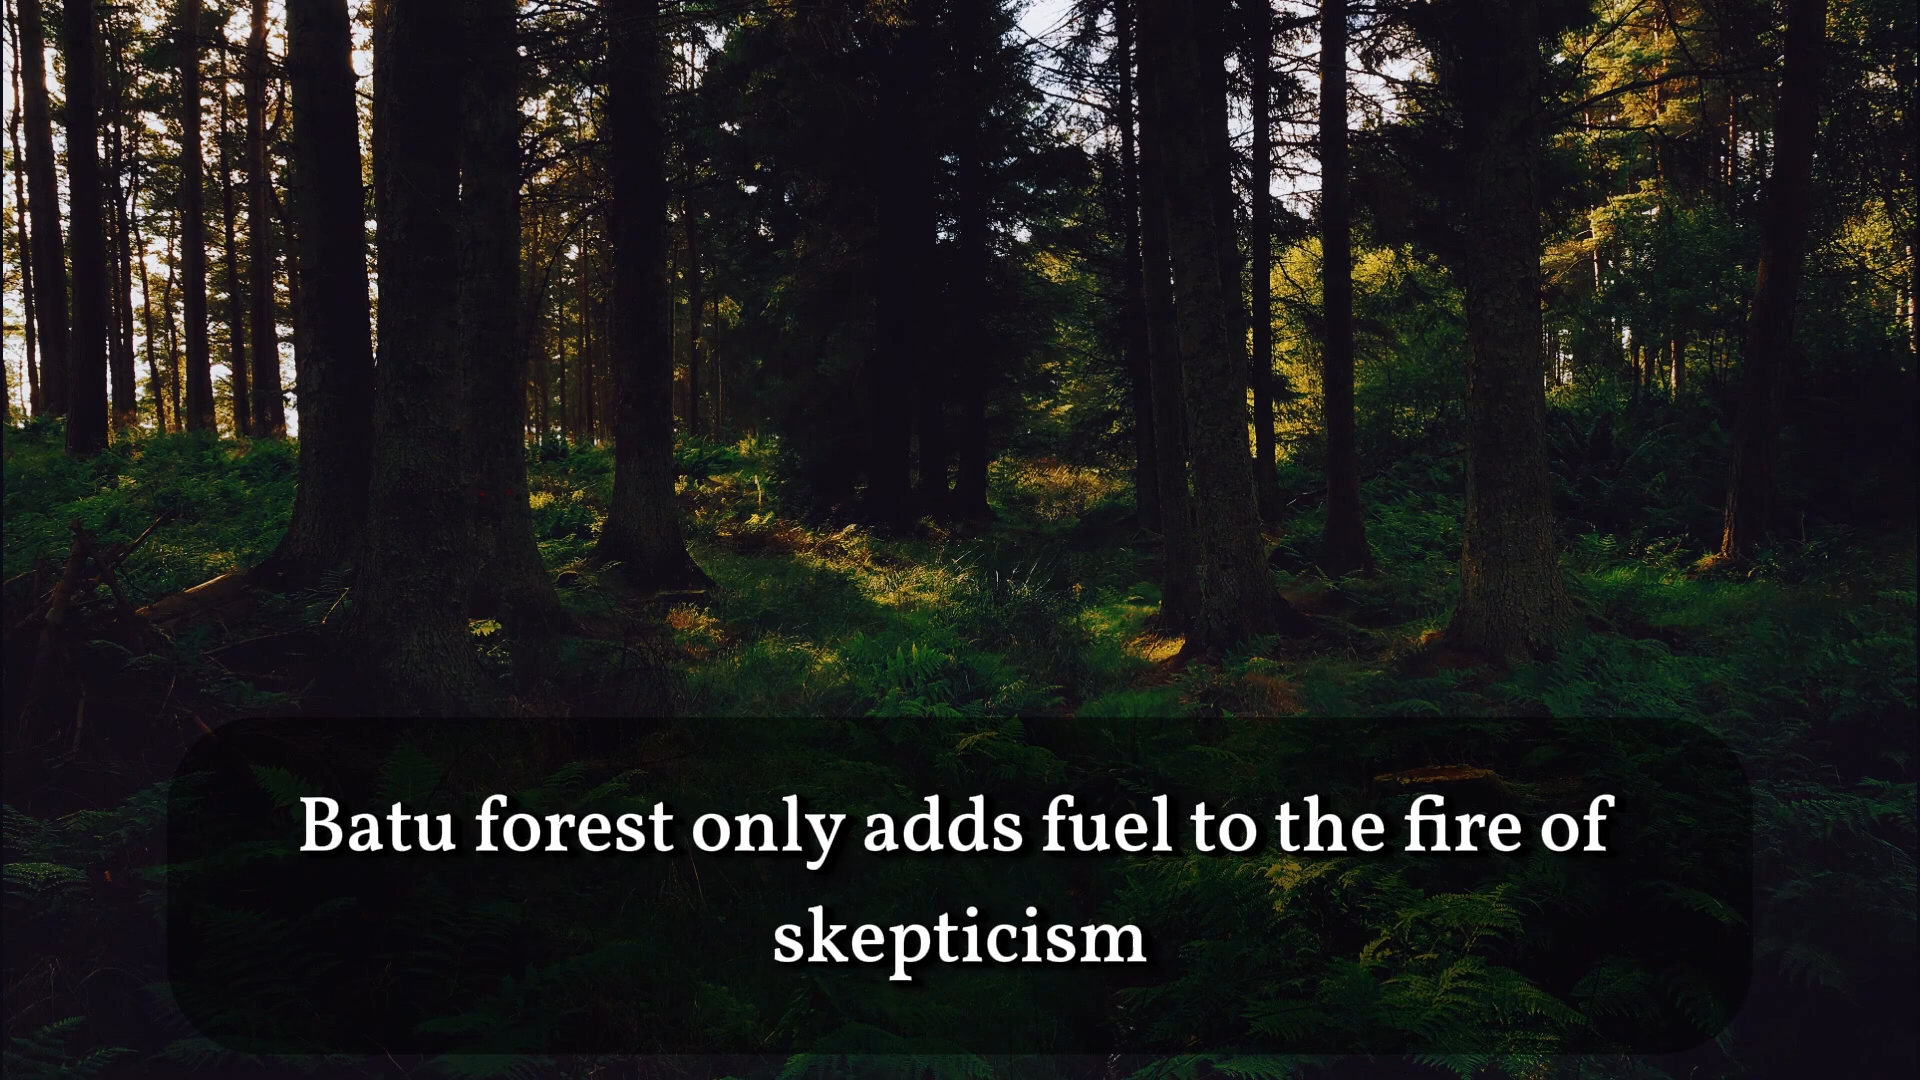 Batu forest only adds fuel to the fire of
skepticism